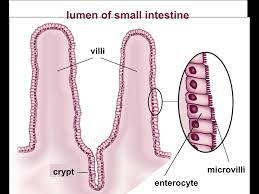 lumen of small intestine
villi
crypt
microvilli
enterocyte